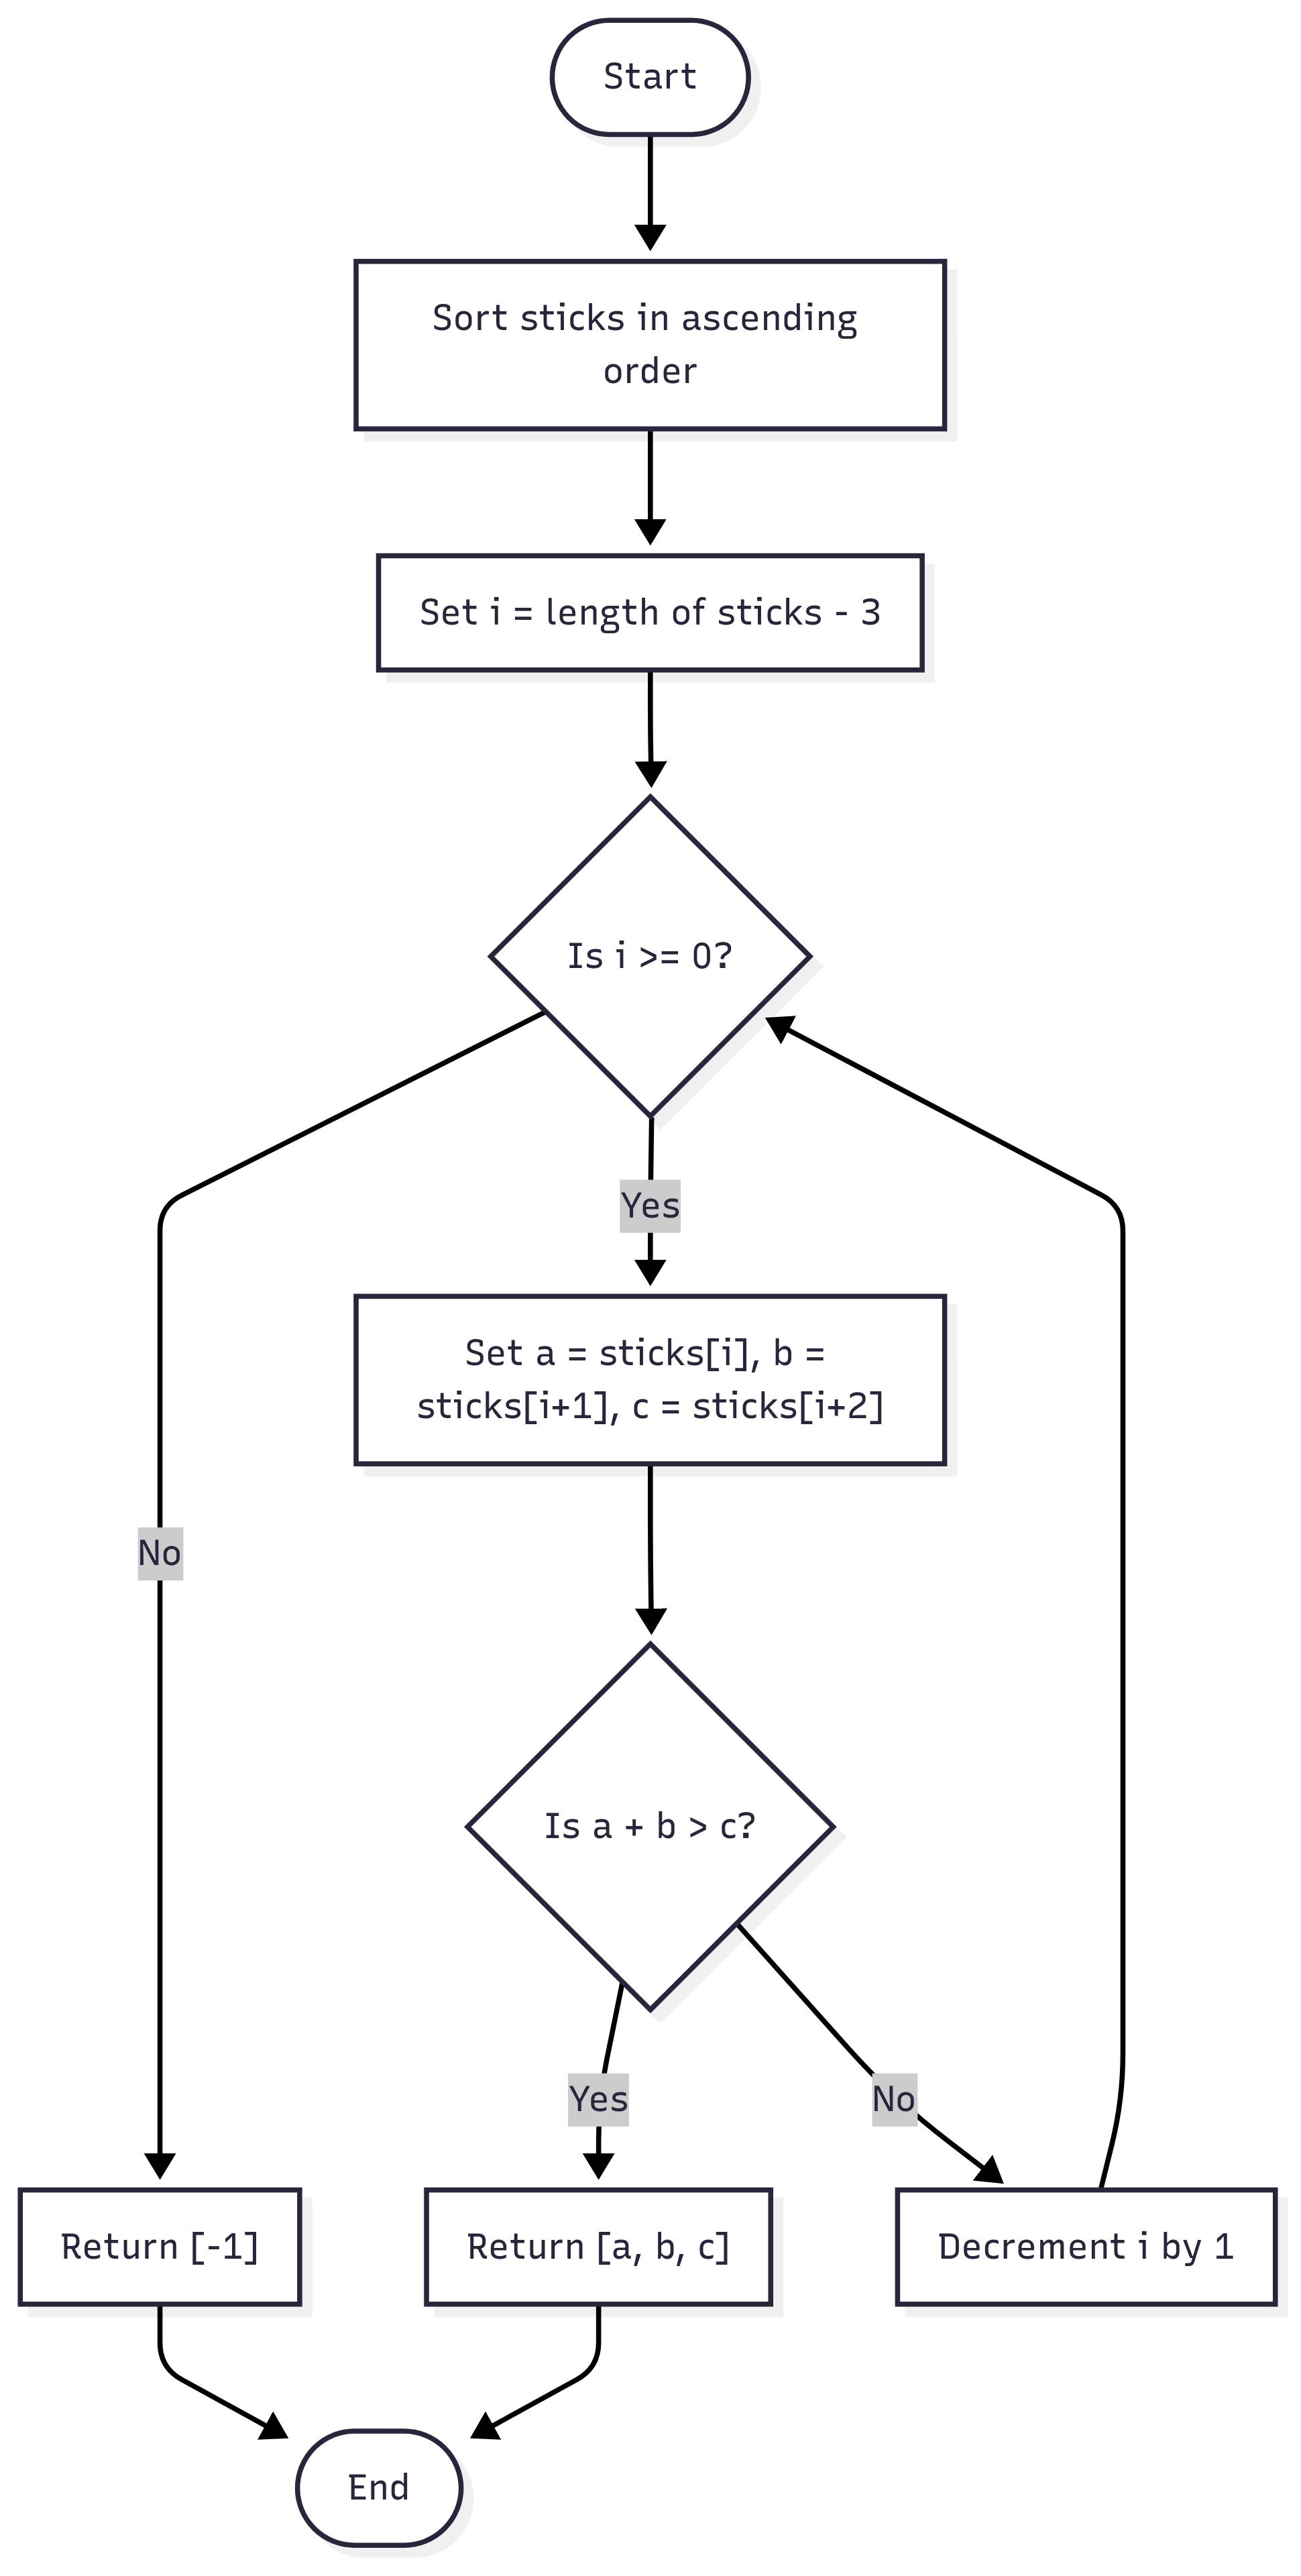 Start
Sort sticks in ascending
order
Set i = length of sticks - 3
Is i >= 0?
Yes
Set a = sticks[i], b =
sticks[i+1], c = sticks[i+2]
No
Is a + b > c?
Yes
No
Return [-1]
Return [a, b, c]
Decrement i by 1
End